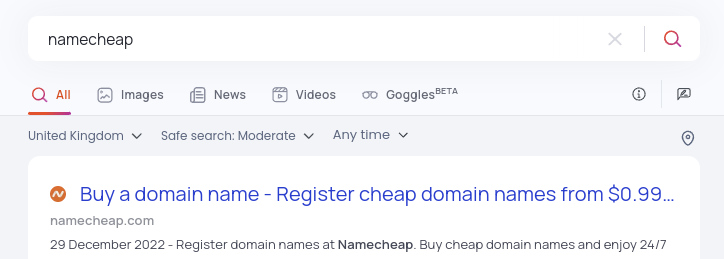 namecheap
All Images News Videos Goggles BETA
United Kingdom Safe search: Moderate Any time
Buy a domain name - Register cheap domain names from $0.99...
namecheap.com
29 December 2022 - Register domain names at Namecheap. Buy cheap domain names and enjoy 24/7